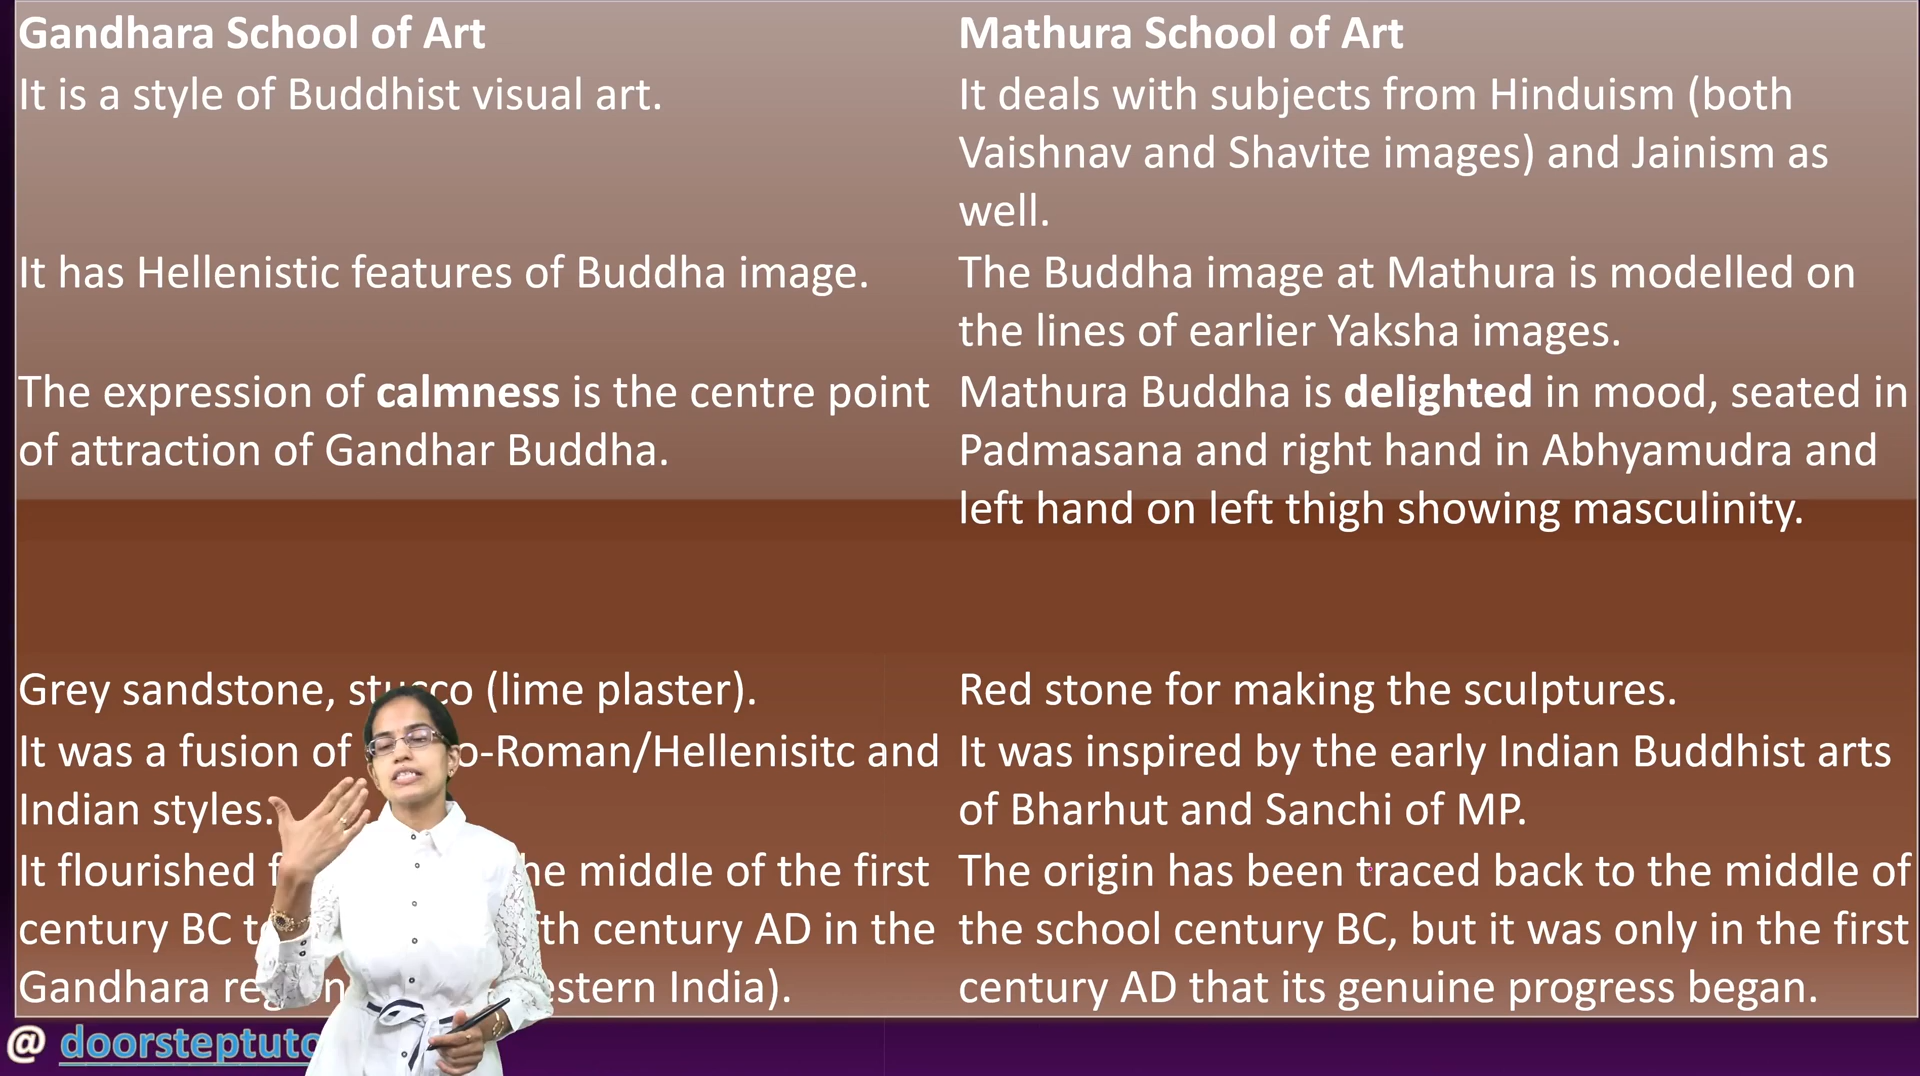 Gandhara School of Art
It is a style of Buddhist visual art.
It has Hellenistic features of Buddha image.
The expression of calmness is the centre point
of attraction of Gandhar Buddha.
Grey sandstone, stucco (lime plaster).
It was a fusion of o-Roman/Hellenisitc and
Indian styles.
It flourished the middle of the first
century BC century AD in the
Gandhara India).
Mathura School of Art
It deals with subjects from Hinduism (both
Vaishnav and Shavite images) and Jainism as
well.
The Buddha image at Mathura is modelled on
the lines of earlier Yaksha images.
Mathura Buddha is delighted in mood, seated in
Padmasana and right hand in Abhyamudra and
left hand on left thigh showing masculinity.
Red stone for making the sculptures.
It was inspired by the early Indian Buddhist arts
of Bharhut and Sanchi of MP.
The origin has been traced back to the middle of
the school century BC, but it was only in the first
century AD that its genuine progress began.
@ doorsteptuto